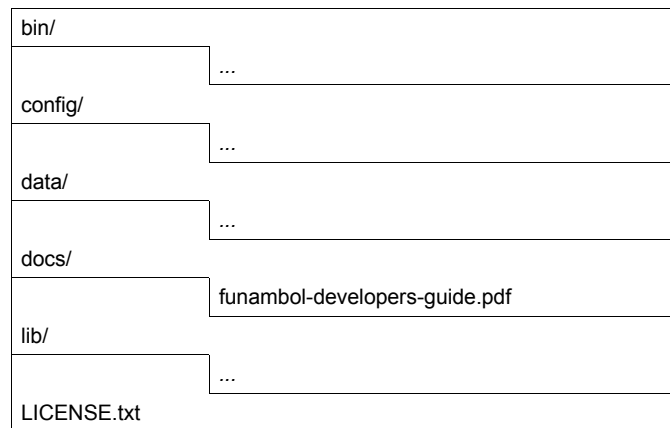 bin/
...
config/
...
data/
...
docs/
funambol-developers-guide.pdf
lib/
...
LICENSE.txt